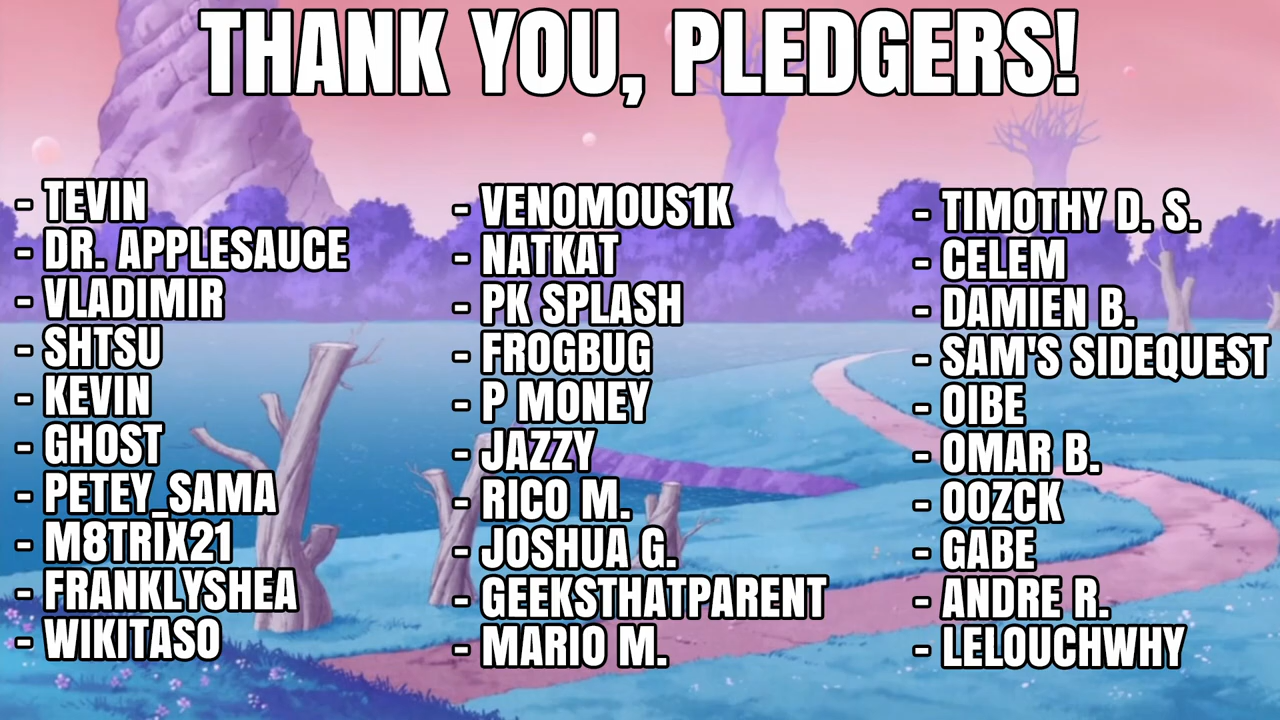 THANK YOU, PLEDGERS!
- TEVIN
- DR. APPLESAUCE
- VLADIMIR
- SHTSU
- KEVIN
- GHOST
- PETEY_SAMA
- M8TRIX21
- FRANKLYSHEA
- WIKITASO
- VENOMOUS1K
- NATKAT
- PK SPLASH
- FROGBUG
- P MONEY
- JAZZY
- RICO M.
- JOSHUA G.
- GEEKSTHATPARENT
- MARIO M.
- TIMOTHY D. S.
- CELEM
- DAMIEN B.
- SAM'S SIDEQUEST
- OIBE
- OMAR B.
- OOZCK
- GABE
- ANDRE R.
- LELOUCHWHY